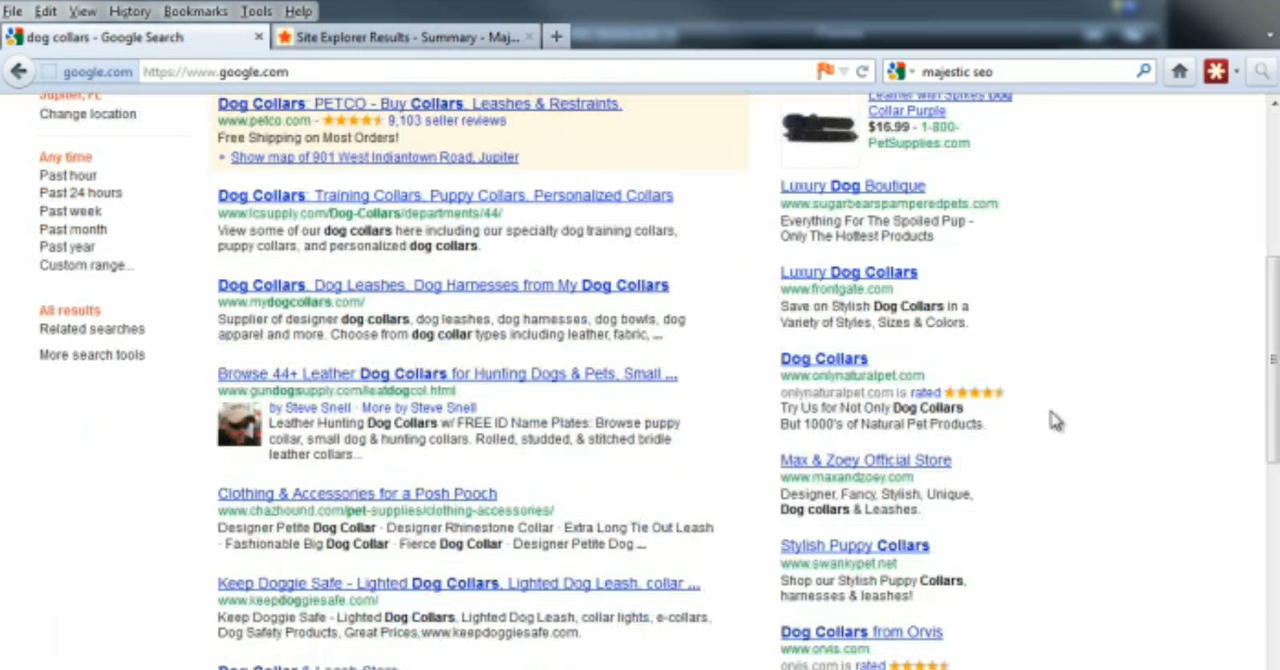 File Edit View History Bookmarks Tools Help
dog collars - Google Search
Site Explorer Results - Summary - Maj...
google.com https://www.google.com
majestic seo
Jupiter, FL
Change location
Any time
Past hour
Past 24 hours
Past week
Past month
Past year
Custom range...
All results
Related searches
More search tools
Dog Collars: PETCO - Buy Collars, Leashes & Restraints.
www.petco.com - 9,103 seller reviews
Free Shipping on Most Orders!
Show map of 901 West Indiantown Road, Jupiter
Dog Collars: Training Collars, Puppy Collars, Personalized Collars
www.lcsupply.com/Dog-Collars/departments/44/
View some of our dog collars here including our specialty dog training collars,
puppy collars, and personalized dog collars.
Dog Collars, Dog Leashes, Dog Harnesses from My Dog Collars
www.mydogcollars.com/
Supplier of designer dog collars, dog leashes, dog harnesses, dog bowls, dog
apparel and more. Choose from dog collar types including leather, fabric, ...
Browse 44+ Leather Dog Collars for Hunting Dogs & Pets, Small ...
www.gundogsupply.com/leatdogcol.html
by Steve Snell - More by Steve Snell
Leather Hunting Dog Collars w/ FREE ID Name Plates: Browse puppy
collar, small dog & hunting collars. Rolled, studded, & stitched bridle
leather collars...
Clothing & Accessories for a Posh Pooch
www.chazhound.com/pet-supplies/clothing-accessories/
Designer Petite Dog Collar · Designer Rhinestone Collar · Extra Long Tie Out Leash
· Fashionable Big Dog Collar · Fierce Dog Collar · Designer Petite Dog ...
Keep Doggie Safe - Lighted Dog Collars, Lighted Dog Leash, collar ...
www.keepdoggiesafe.com/
Keep Doggie Safe - Lighted Dog Collars, Lighted Dog Leash, collar lights, e-collars,
Dog Safety Products, Great Prices,www.keepdoggiesafe.com.
Dog Collar & Leash Store
Leather with Spikes Dog
Collar Purple
$16.99 - 1-800-
PetSupplies.com
Luxury Dog Boutique
www.sugarbearspamperedpets.com
Everything For The Spoiled Pup -
Only The Hottest Products
Luxury Dog Collars
www.frontgate.com
Save on Stylish Dog Collars in a
Variety of Styles, Sizes & Colors.
Dog Collars
www.onlynaturalpet.com
onlynaturalpet.com is rated
Try Us for Not Only Dog Collars
But 1000's of Natural Pet Products.
Max & Zoey Official Store
www.maxandzoey.com
Designer, Fancy, Stylish, Unique,
Dog collars & Leashes.
Stylish Puppy Collars
www.swankypet.net
Shop our Stylish Puppy Collars,
harnesses & leashes!
Dog Collars from Orvis
www.orvis.com
orvis.com is rated